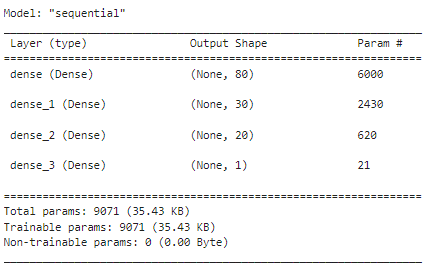 Model: "sequential"
Layer (type) Output Shape Param #
dense (Dense) (None, 80) 6000
dense_1 (Dense) (None, 30) 2430
dense_2 (Dense) (None, 20) 620
dense_3 (Dense) (None, 1) 21
Total params: 9071 (35.43 KB)
Trainable params: 9071 (35.43 KB)
Non-trainable params: 0 (0.00 Byte)